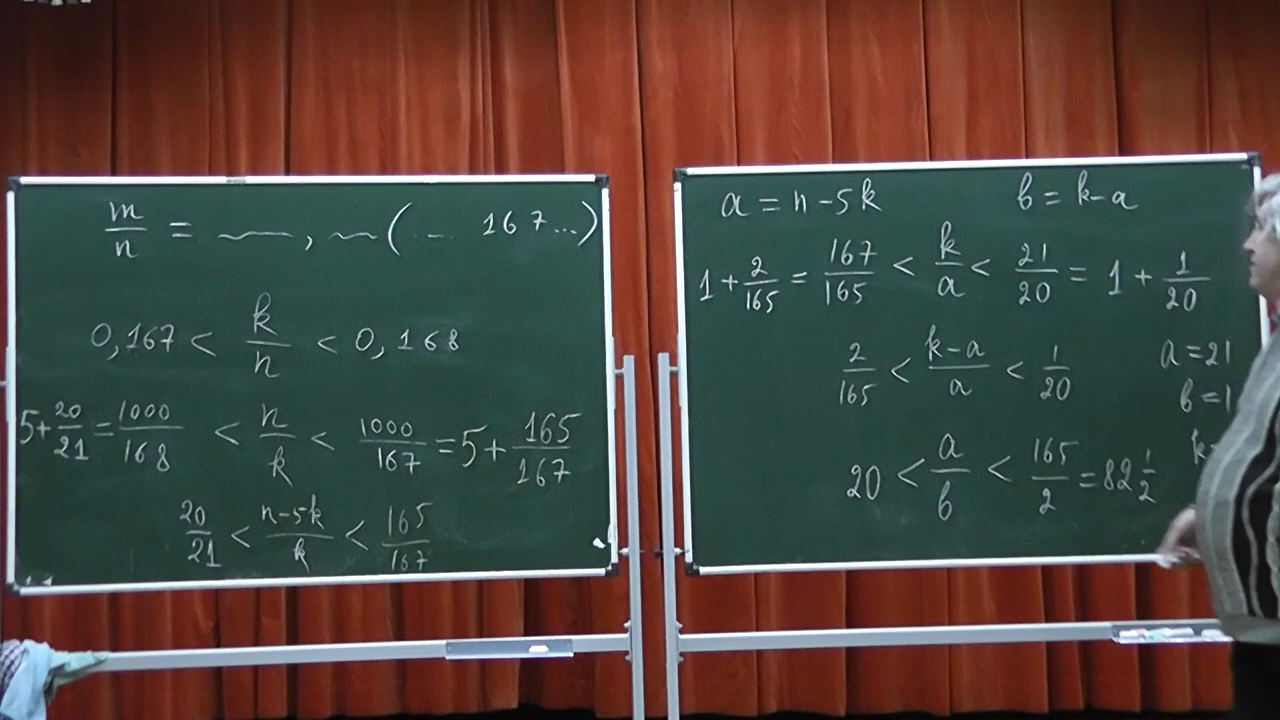 m/n = ~~~, ~~(... 167...)
0,167 < k/n < 0,168
5+20/21=1000/168 < n/k < 1000/167=5+165/167
20/21 < n-5k/k < 165/167
a = n-5k b = k-a
1+2/165 = 167/165 < k/a < 21/20 = 1+1/20
2/165 < k-a/a < 1/20 a=21
b=1
20 < a/b < 165/2 = 82 1/2 k=